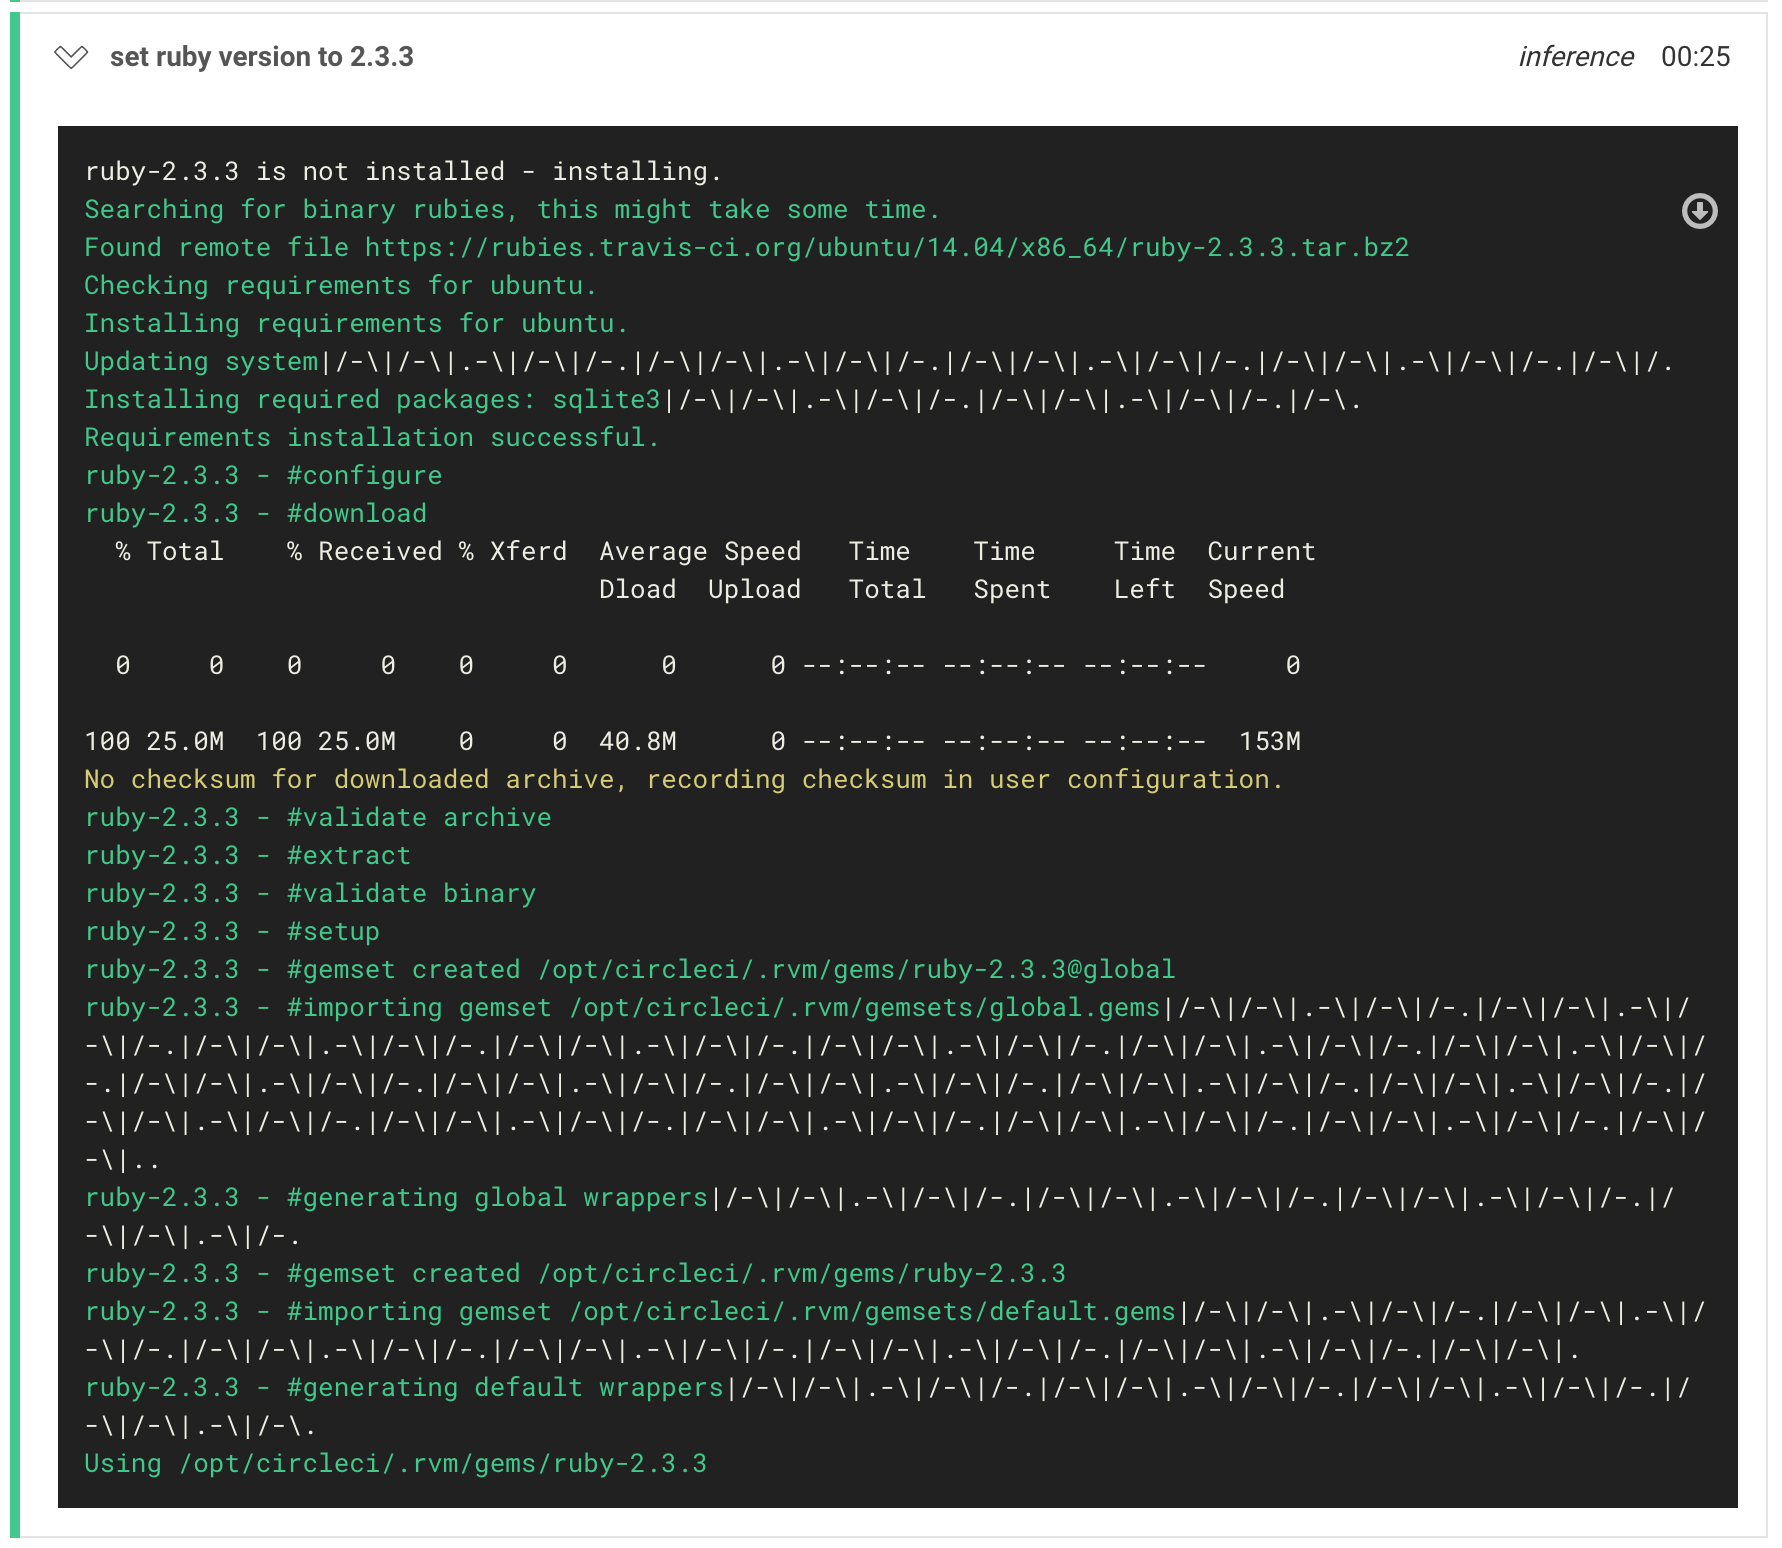 set ruby version to 2.3.3 inference 00:25
ruby-2.3.3 is not installed - installing.
Searching for binary rubies, this might take some time.
Found remote file https://rubies.travis-ci.org/ubuntu/14.04/x86_64/ruby-2.3.3.tar.bz2
Checking requirements for ubuntu.
Installing requirements for ubuntu.
Updating system|/-\|/-\|.-\|/-\|/-.|/-\|/-\|.-\|/-\|/-.|/-\|/-\|.-\|/-\|/-.|/-\|/-\|.-\|/-\|/-.|/-\|/.
Installing required packages: sqlite3|/-\|/-\|.-\|/-\|/-.|/-\|/-\|.-\|/-\|/-.|/-\.
Requirements installation successful.
ruby-2.3.3 - #configure
ruby-2.3.3 - #download
  % Total    % Received % Xferd  Average Speed   Time    Time     Time  Current
                                 Dload  Upload   Total   Spent    Left  Speed
  0     0    0     0    0     0      0      0 --:--:-- --:--:-- --:--:--     0
100 25.0M  100 25.0M    0     0  40.8M      0 --:--:-- --:--:-- --:--:--  153M
No checksum for downloaded archive, recording checksum in user configuration.
ruby-2.3.3 - #validate archive
ruby-2.3.3 - #extract
ruby-2.3.3 - #validate binary
ruby-2.3.3 - #setup
ruby-2.3.3 - #gemset created /opt/circleci/.rvm/gems/ruby-2.3.3@global
ruby-2.3.3 - #importing gemset /opt/circleci/.rvm/gemsets/global.gems|/-\|/-\|.-\|/-\|/-.|/-\|/-\|.-\|/
-\|/-.|/-\|/-\|.-\|/-\|/-.|/-\|/-\|.-\|/-\|/-.|/-\|/-\|.-\|/-\|/-.|/-\|/-\|.-\|/-\|/-.|/-\|/-\|.-\|/-\|/
-.|/-\|/-\|.-\|/-\|/-.|/-\|/-\|.-\|/-\|/-.|/-\|/-\|.-\|/-\|/-.|/-\|/-\|.-\|/-\|/-.|/-\|/-\|.-\|/-\|/-.|/
-\|/-\|.-\|/-\|/-.|/-\|/-\|.-\|/-\|/-.|/-\|/-\|.-\|/-\|/-.|/-\|/-\|.-\|/-\|/-.|/-\|/-\|.-\|/-\|/-.|/-\|/
-\|..
ruby-2.3.3 - #generating global wrappers|/-\|/-\|.-\|/-\|/-.|/-\|/-\|.-\|/-\|/-.|/-\|/-\|.-\|/-\|/-.|/
-\|/-\|.-\|/-.
ruby-2.3.3 - #gemset created /opt/circleci/.rvm/gems/ruby-2.3.3
ruby-2.3.3 - #importing gemset /opt/circleci/.rvm/gemsets/default.gems|/-\|/-\|.-\|/-\|/-.|/-\|/-\|.-\|/
-\|/-.|/-\|/-\|.-\|/-\|/-.|/-\|/-\|.-\|/-\|/-.|/-\|/-\|.-\|/-\|/-.|/-\|/-\|.-\|/-\|/-.|/-\|/-\|.
ruby-2.3.3 - #generating default wrappers|/-\|/-\|.-\|/-\|/-.|/-\|/-\|.-\|/-\|/-.|/-\|/-\|.-\|/-\|/-.|/
-\|/-\|.-\|/-\.
Using /opt/circleci/.rvm/gems/ruby-2.3.3